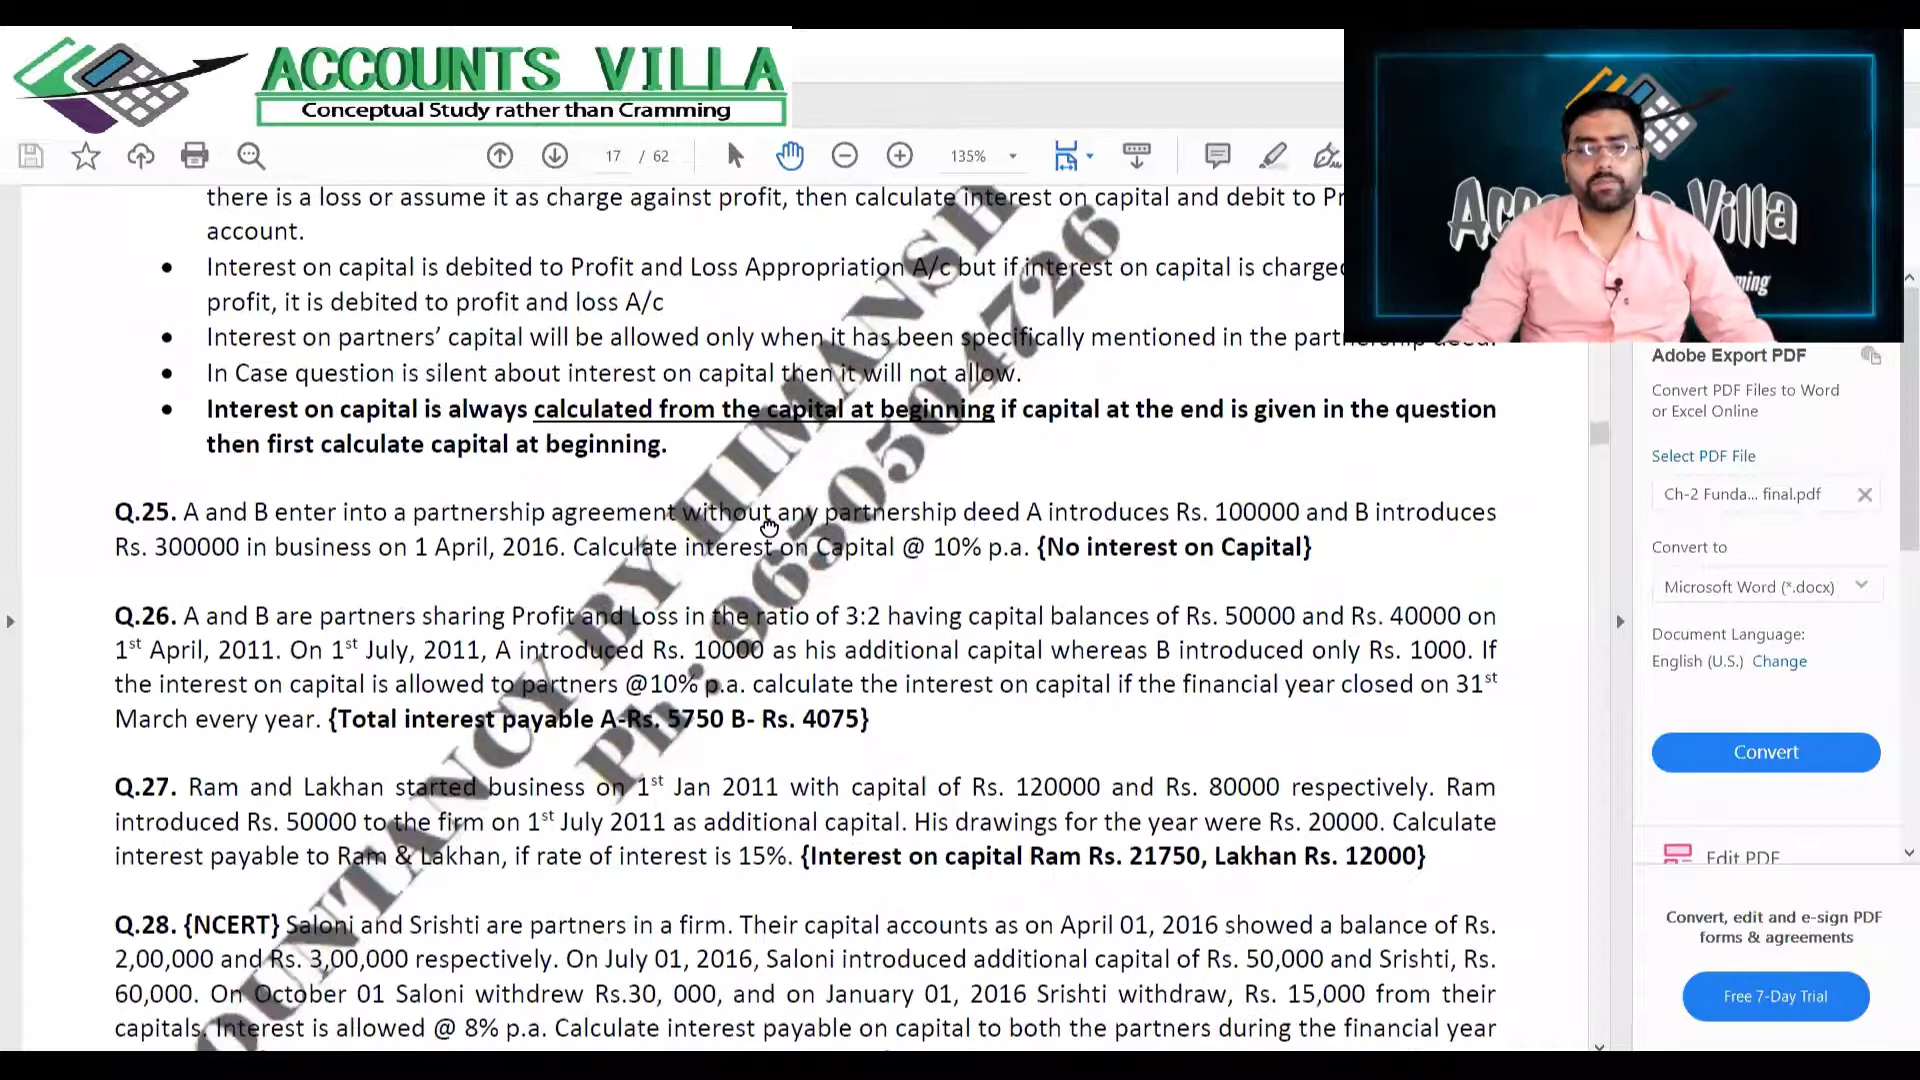 ACCOUNTS VILLA
Conceptual Study rather than Cramming
17 / 62
135%
there is a loss or assume it as charge against profit, then calculate interest on capital and debit to Pr
account.
• Interest on capital is debited to Profit and Loss Appropriation A/c but if interest on capital is charged
profit, it is debited to profit and loss A/c
• Interest on partners’ capital will be allowed only when it has been specifically mentioned in the partnership deed.
• In Case question is silent about interest on capital then it will not allow.
• Interest on capital is always calculated from the capital at beginning if capital at the end is given in the question
then first calculate capital at beginning.
Q.25. A and B enter into a partnership agreement without any partnership deed A introduces Rs. 100000 and B introduces
Rs. 300000 in business on 1 April, 2016. Calculate interest on Capital @ 10% p.a. {No interest on Capital}
Q.26. A and B are partners sharing Profit and Loss in the ratio of 3:2 having capital balances of Rs. 50000 and Rs. 40000 on
1st April, 2011. On 1st July, 2011, A introduced Rs. 10000 as his additional capital whereas B introduced only Rs. 1000. If
the interest on capital is allowed to partners @10% p.a. calculate the interest on capital if the financial year closed on 31st
March every year. {Total interest payable A-Rs. 5750 B- Rs. 4075}
Q.27. Ram and Lakhan started business on 1st Jan 2011 with capital of Rs. 120000 and Rs. 80000 respectively. Ram
introduced Rs. 50000 to the firm on 1st July 2011 as additional capital. His drawings for the year were Rs. 20000. Calculate
interest payable to Ram & Lakhan, if rate of interest is 15%. {Interest on capital Ram Rs. 21750, Lakhan Rs. 12000}
Q.28. {NCERT} Saloni and Srishti are partners in a firm. Their capital accounts as on April 01, 2016 showed a balance of Rs.
2,00,000 and Rs. 3,00,000 respectively. On July 01, 2016, Saloni introduced additional capital of Rs. 50,000 and Srishti, Rs.
60,000. On October 01 Saloni withdrew Rs.30, 000, and on January 01, 2016 Srishti withdraw, Rs. 15,000 from their
capitals. Interest is allowed @ 8% p.a. Calculate interest payable on capital to both the partners during the financial year
OUNTANCY BY HIMANSH
Ph: 9650504726
Villa
Adobe Export PDF
Convert PDF Files to Word
or Excel Online
Select PDF File
Ch-2 Funda... final.pdf
Convert to
Microsoft Word (*.docx)
Document Language:
English (U.S.) Change
Convert
Edit PDF
Convert, edit and e-sign PDF
forms & agreements
Free 7-Day Trial